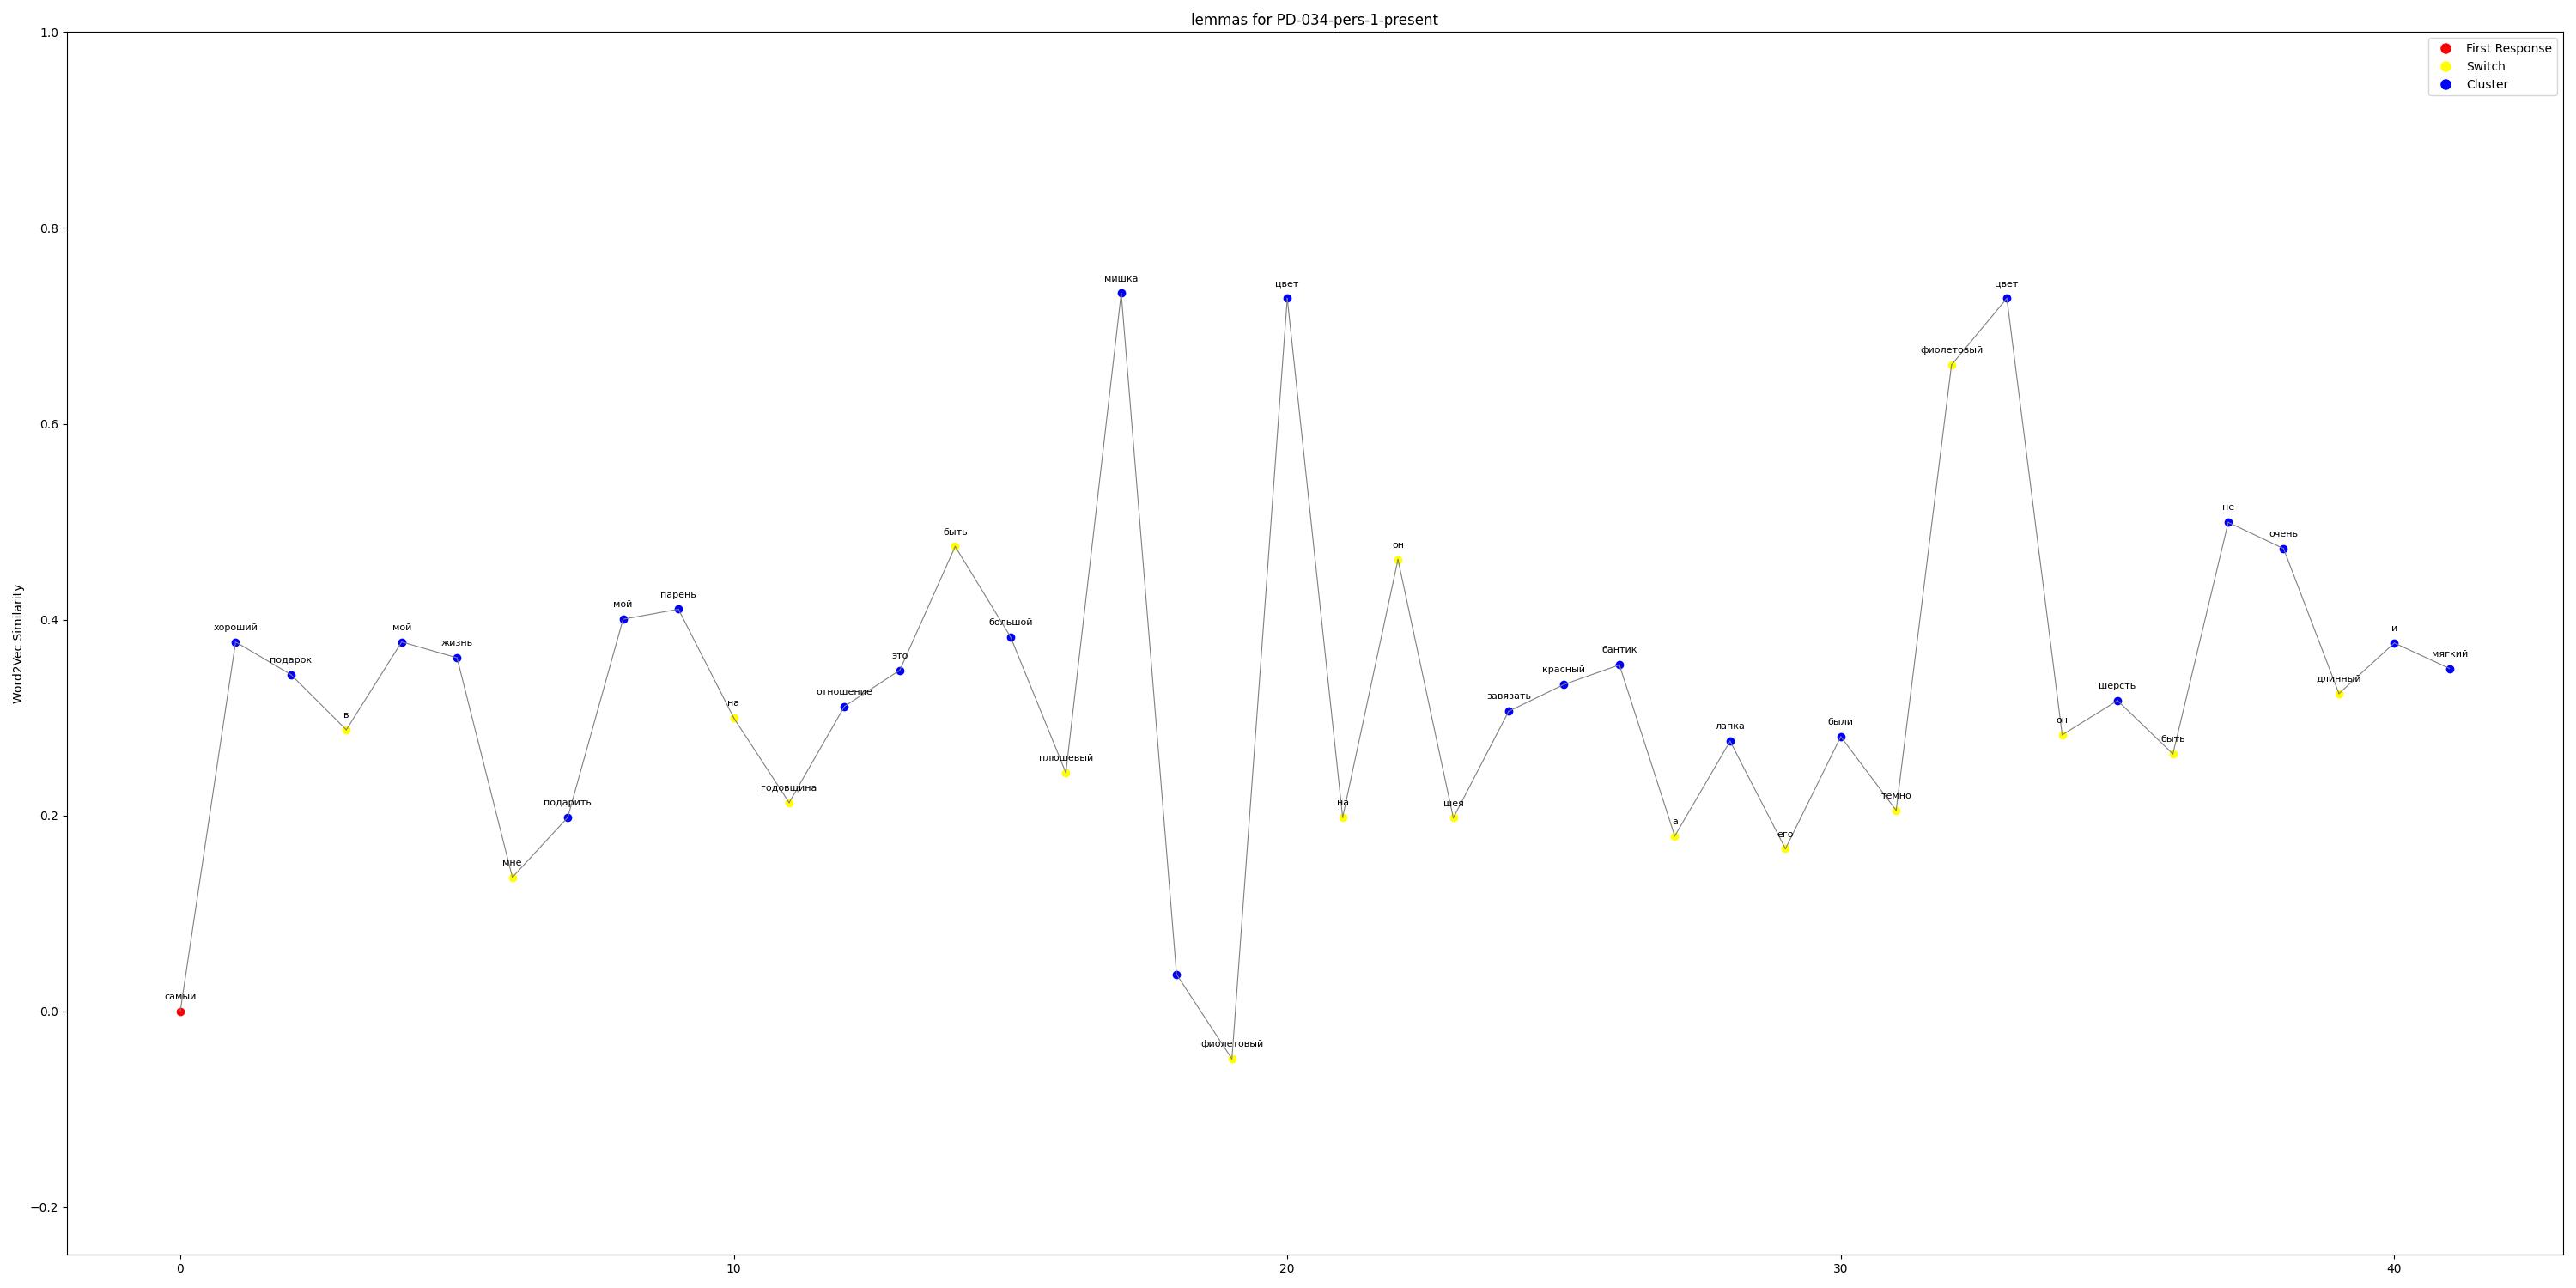 lemmas for PD-034-pers-1-present
1.0
0.8
0.6
0.4
0.2
0.0
−0.2
Word2Vec Similarity
First Response
Switch
Cluster
самый
хороший
подарок
в
мой
жизнь
мне
подарить
мой
парень
на
годовщина
отношение
это
быть
большой
плюшевый
мишка
фиолетовый
цвет
на
он
шея
завязать
красный
бантик
а
лапка
его
были
темно
фиолетовый
цвет
он
шерсть
быть
не
очень
длинный
и
мягкий
0
10
20
30
40